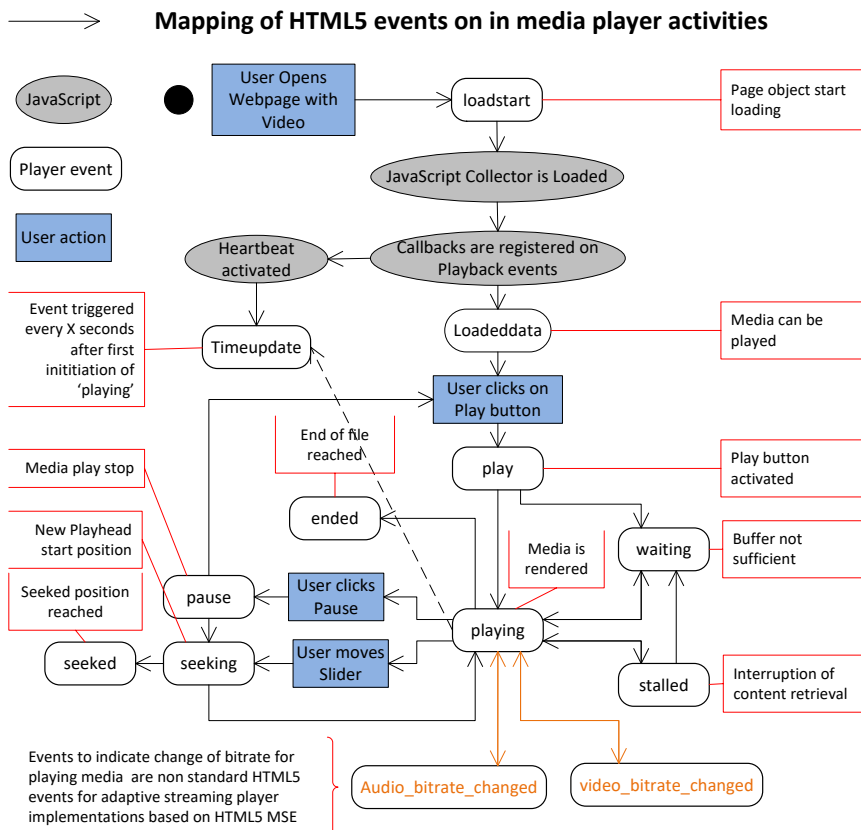 Mapping of HTML5 events on in media player activities
JavaScript
User Opens
Webpage with
Video
loadstart
Page object start
loading
Player event
JavaScript Collector is Loaded
User action
Heartbeat
activated
Callbacks are registered on
Playback events
Event triggered
every X seconds
after first
inititiation of
‘playing’
Timeupdate
Loadeddata
Media can be
played
User clicks on
Play button
End of file
reached
Media play stop
play
Play button
activated
New Playhead
start position
ended
Media is
rendered
waiting
Buffer not
sufficient
Seeked position
reached
pause
User clicks
Pause
playing
seeked
seeking
User moves
Slider
stalled
Interruption of
content retrieval
Events to indicate change of bitrate for
playing media are non standard HTML5
events for adaptive streaming player
implementations based on HTML5 MSE
Audio_bitrate_changed
video_bitrate_changed